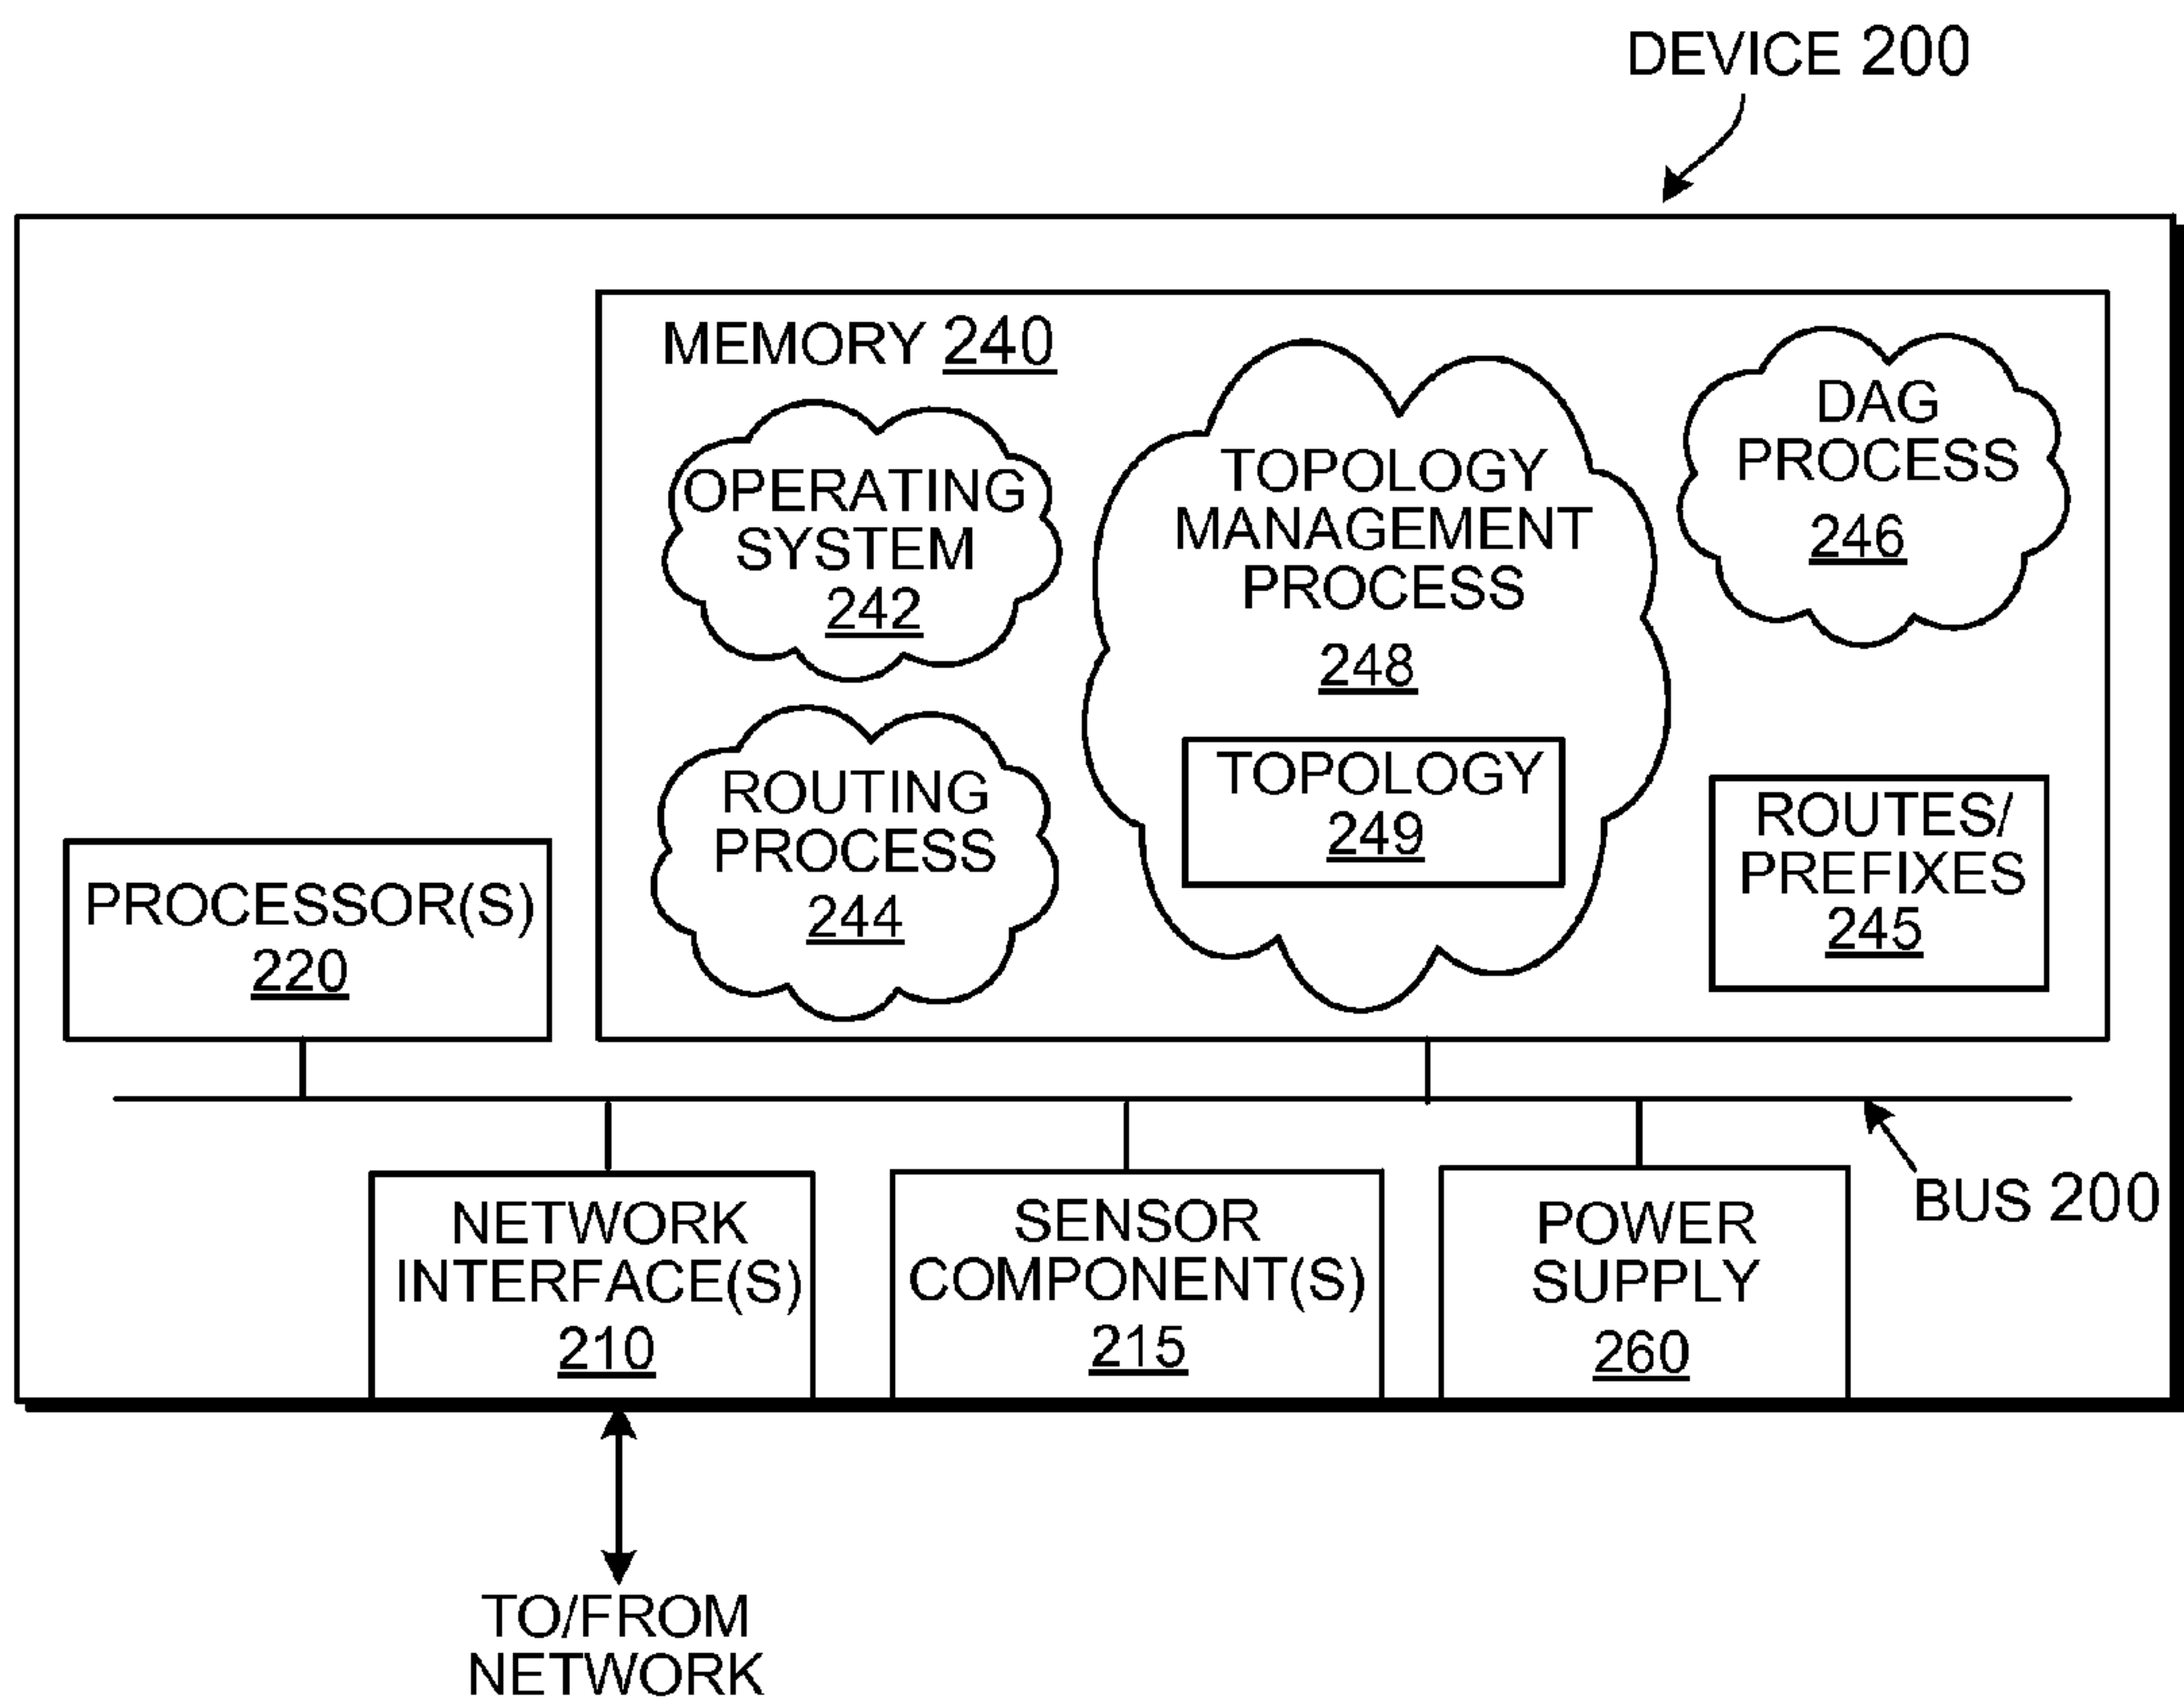 DEVICE 200
MEMORY 240
OPERATING
SYSTEM
242
TOPOLOGY
MANAGEMENT
PROCESS
248
TOPOLOGY
249
DAG
PROCESS
246
ROUTING
PROCESS
244
ROUTES/
PREFIXES
245
PROCESSOR(S)
220
BUS 200
NETWORK
INTERFACE(S)
210
SENSOR
COMPONENT(S)
215
POWER
SUPPLY
260
TO/FROM
NETWORK